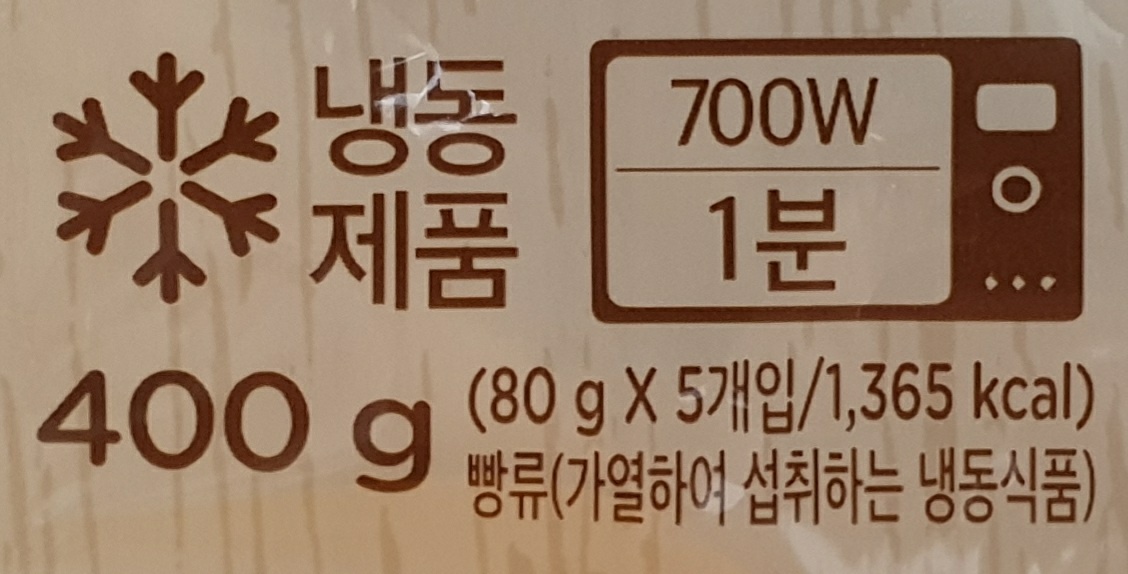 냉동
제품
700W
1분
400 g
(80 g X 5개입/1,365 kcal)
빵류(가열하여 섭취하는 냉동식품)